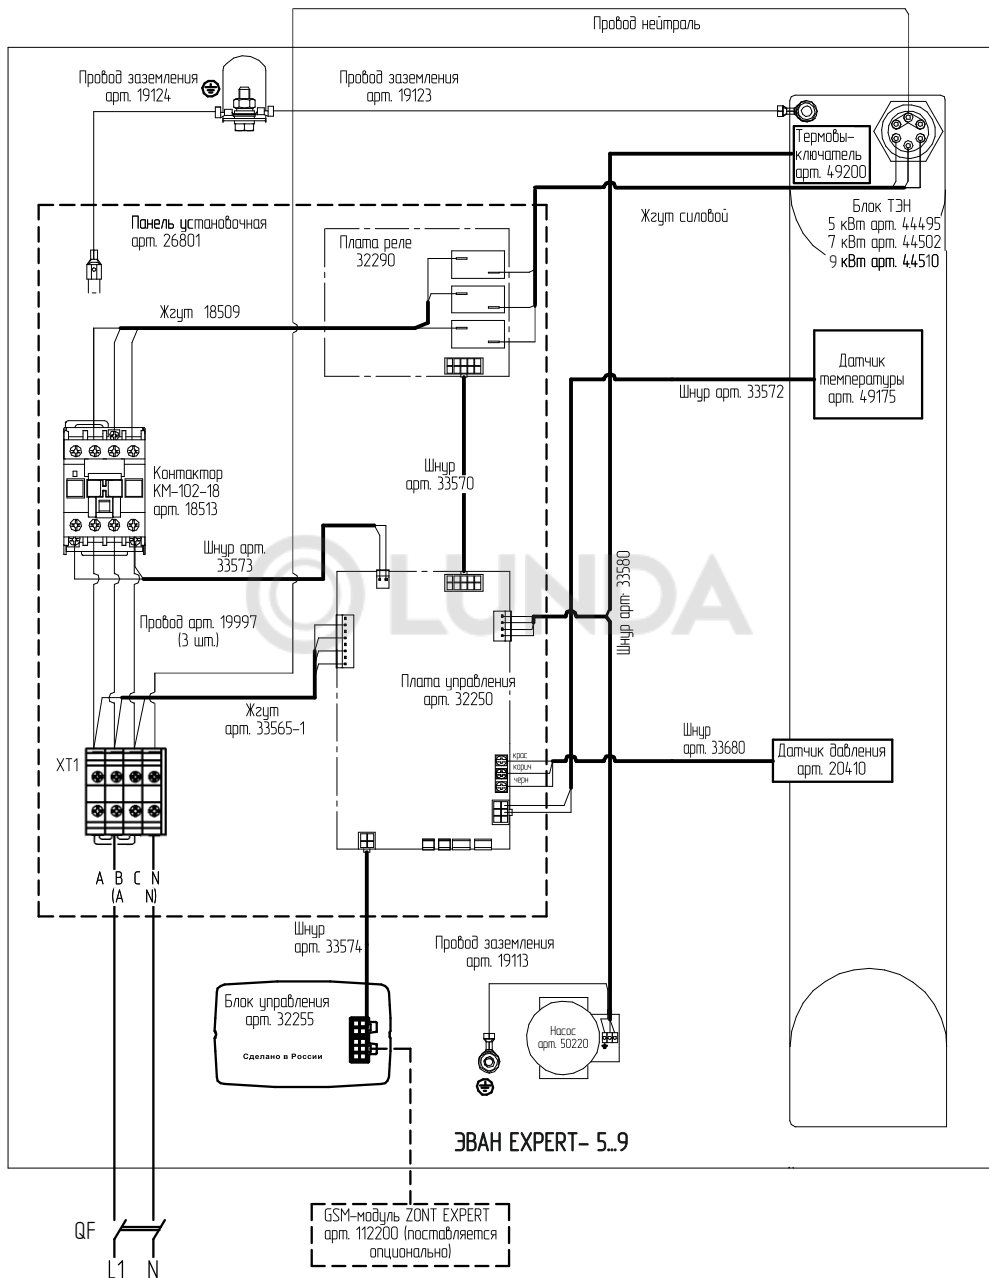 Провод нейтраль
Провод заземления
арт. 19124
Провод заземления
арт. 19123
Термовы-
ключатель
арт. 49200
Жгут силовой
Блок ТЭН
5 кВт арт. 44495
7 кВт арт. 44502
9 кВт арт. 44510
Панель установочная
арт. 26801
Плата реле
32290
Жгут 18509
Датчик
температуры
арт. 49175
Шнур арт. 33572
Шнур
арт. 33570
Контактор
КМ-102-18
арт. 18513
Шнур арт.
33573
Шнур арт. 33580
LUNDA
Провод арт. 19997
(3 шт.)
Плата управления
арт. 32250
Жгут
арт. 33565-1
Шнур
арт. 33680
XT1
крас
корич
черн
Датчик давления
арт. 20410
A B C N
(A N)
Шнур
арт. 33574
Провод заземления
арт. 19113
Блок управления
арт. 32255
Сделано в России
Насос
арт. 50220
ЭВАН EXPERT- 5...9
GSM-модуль ZONT EXPERT
арт. 112200 (поставляется
опционально)
QF
L1 N